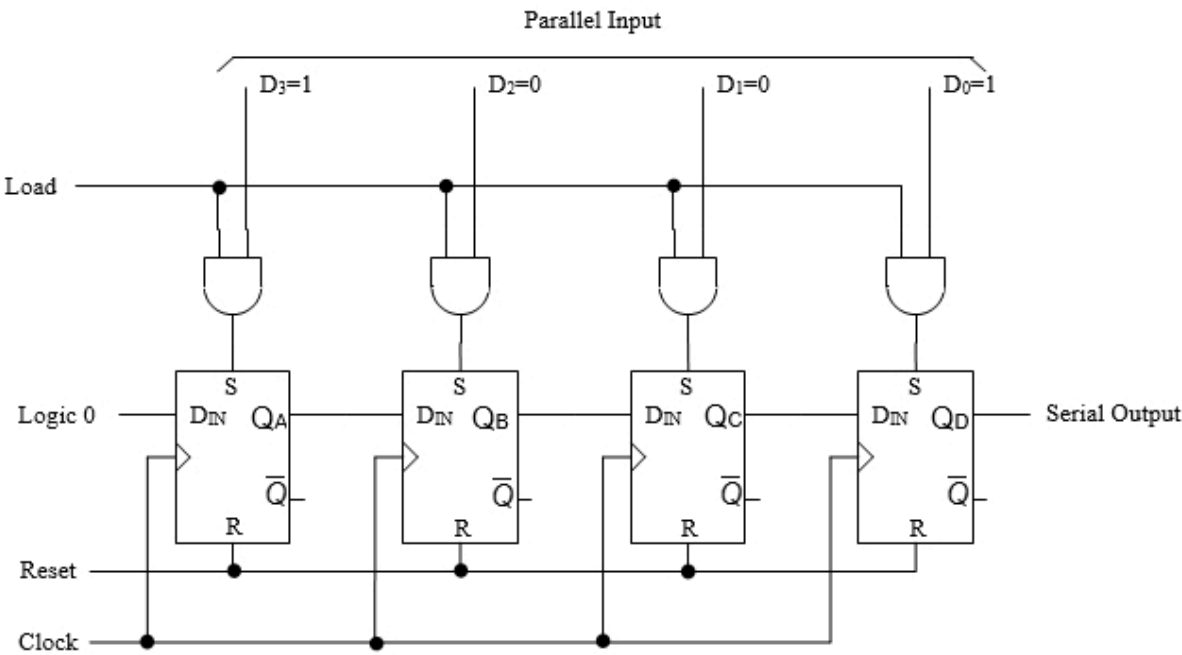 Parallel Input
D₃=1 D₂=0 D₁=0 D₀=1
Load
S S S S
Logic 0 DIN QA DIN QB DIN QC DIN QD Serial Output
Q̅ Q̅ Q̅ Q̅
R R R R
Reset
Clock